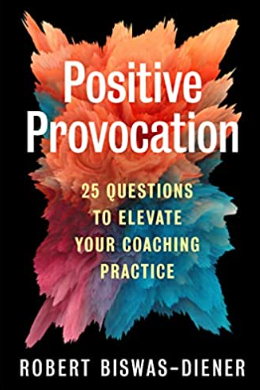 Positive
Provocation
25 QUESTIONS
TO ELEVATE
YOUR COACHING
PRACTICE
ROBERT BISWAS-DIENER